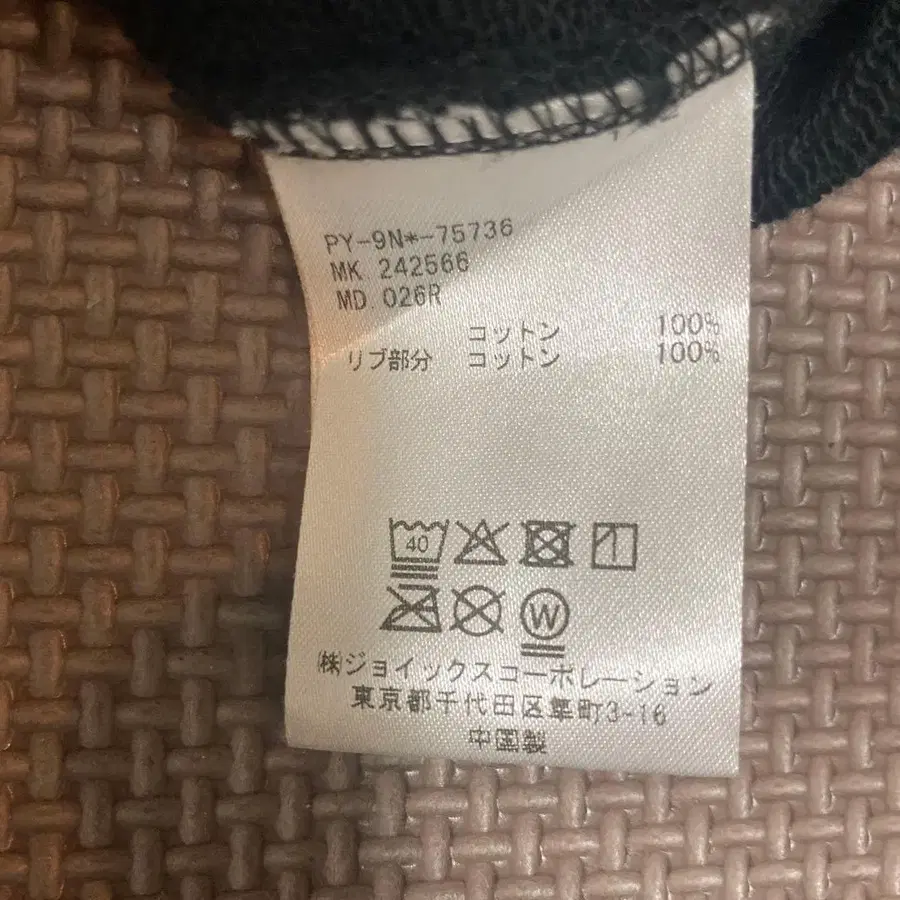 PY-9N*-75736
MK 242566
MD 026R
コットン 100%
リブ部分 コットン 100%
40
W
㈱ジョイックスコーポレーション
東京都千代田区隼町3-16
中国製